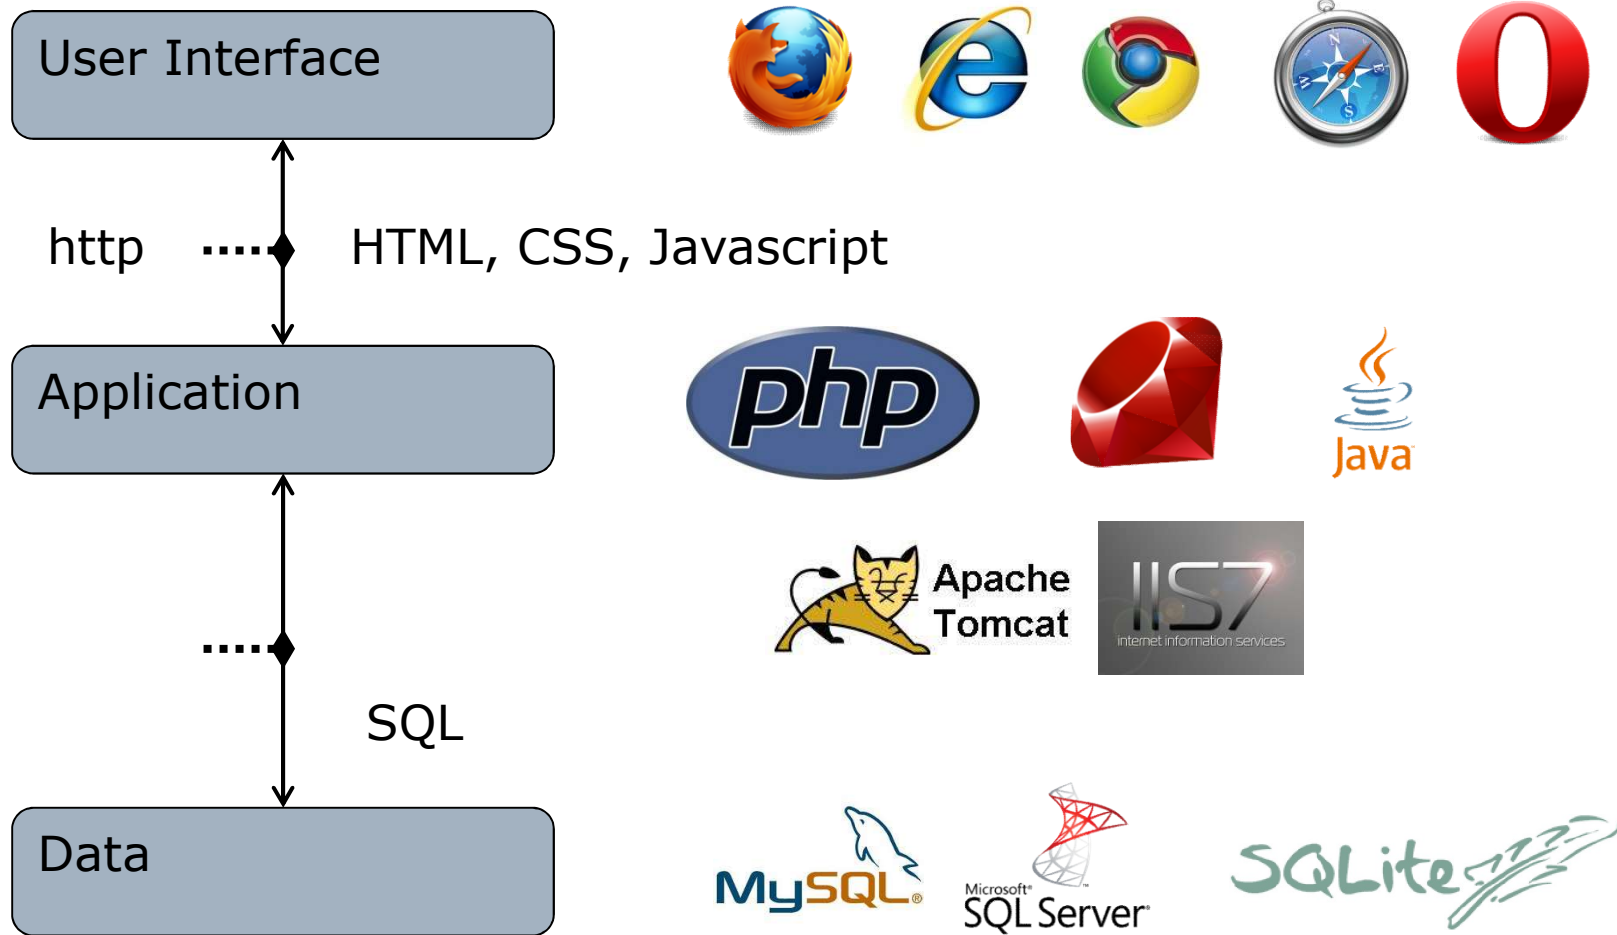 User Interface
http
HTML, CSS, Javascript
Application
php
Java
Apache
Tomcat
IIS7
internet information services
SQL
Data
MySQL®
Microsoft®
SQL Server®
SQLite
N
E
S
W